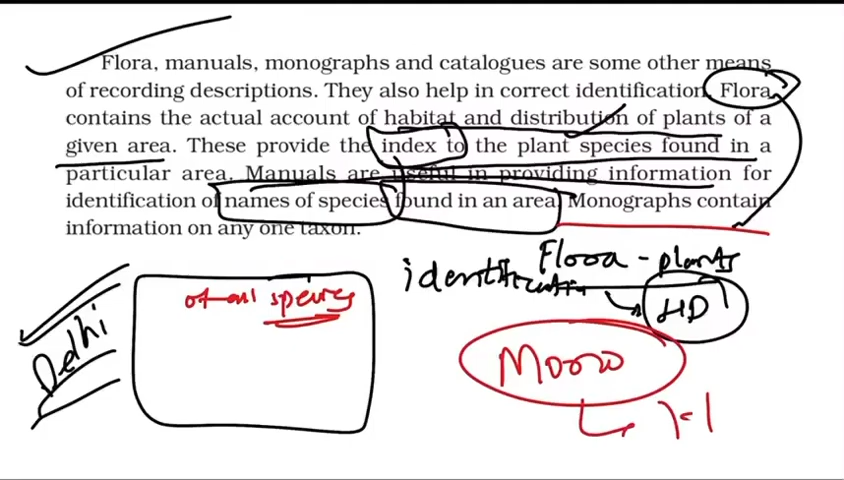 Flora, manuals, monographs and catalogues are some other means
of recording descriptions. They also help in correct identification. Flora
contains the actual account of habitat and distribution of plants of a
given area. These provide the index to the plant species found in a
particular area. Manuals are useful in providing information for
identification of names of species found in an area. Monographs contain
information on any one taxon.
Flora - plants
HD
of all species
Delhi
Mono